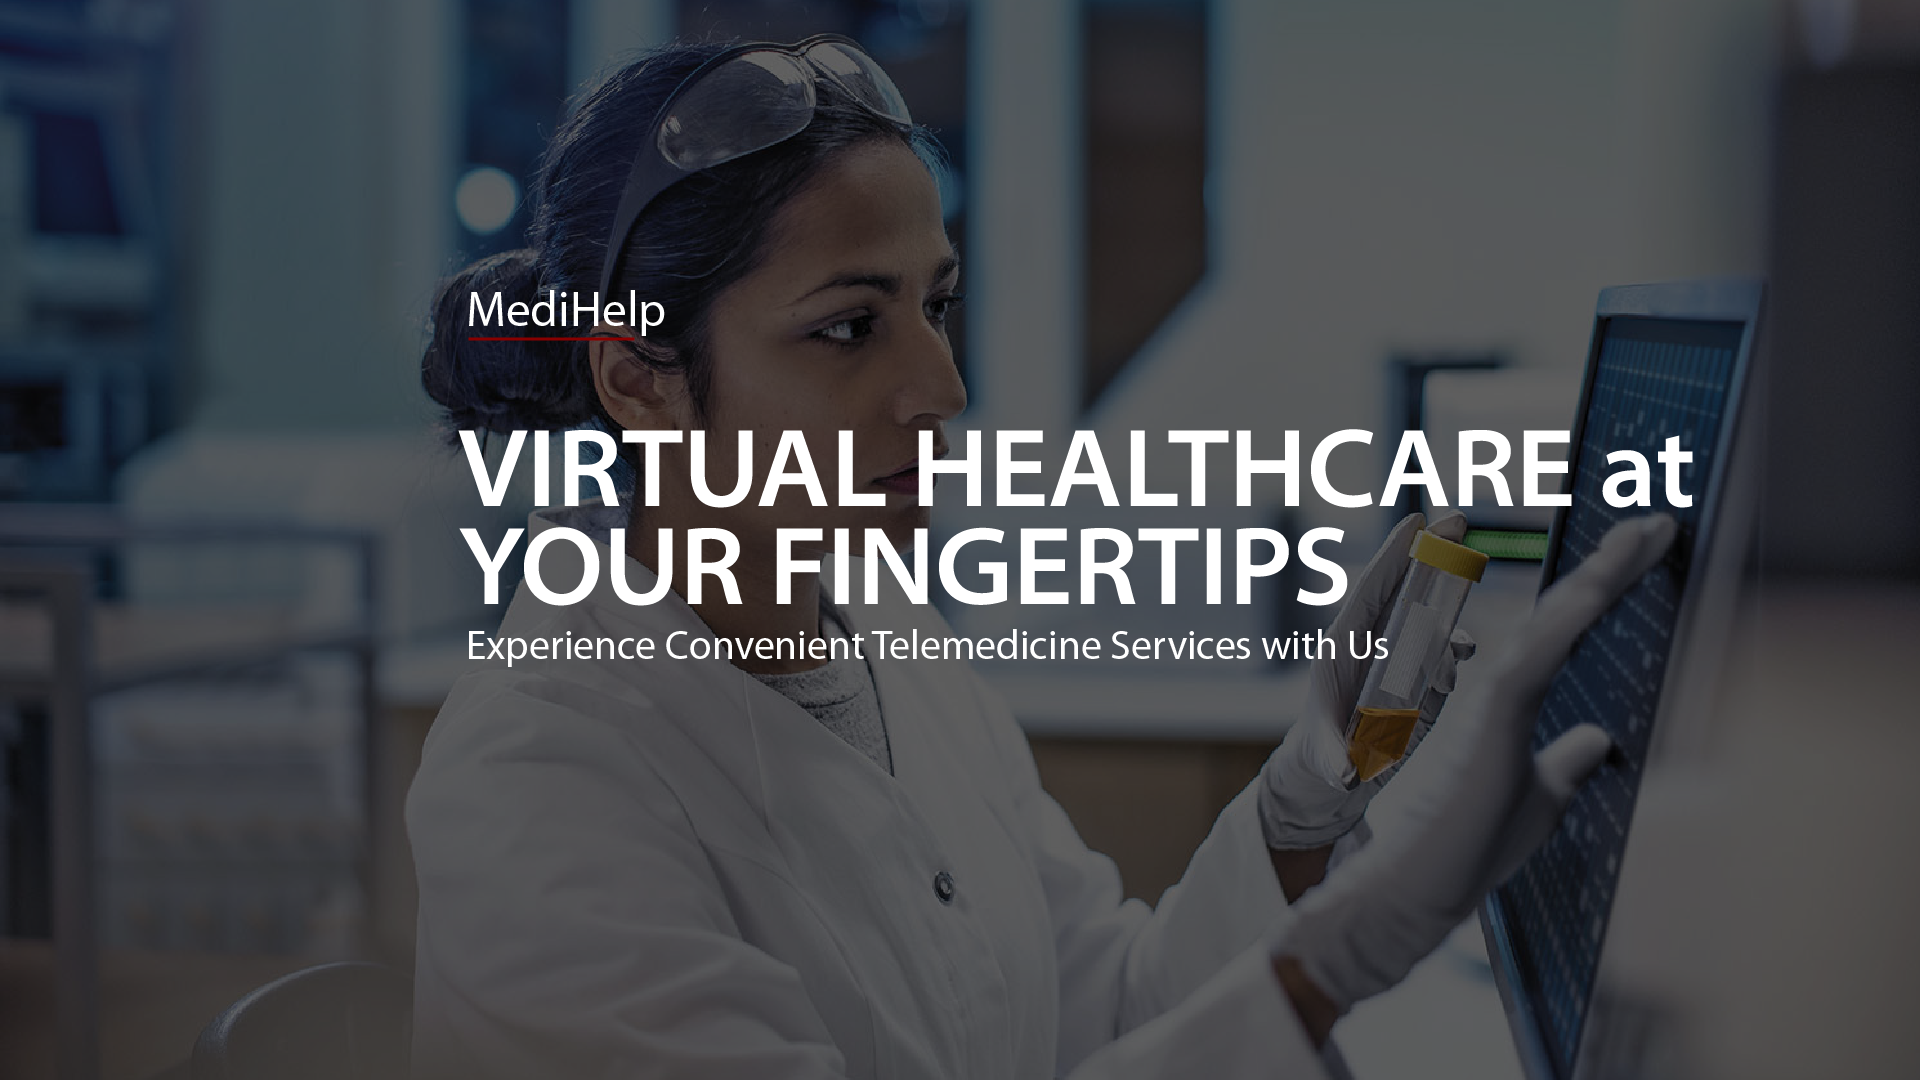 MediHelp
VIRTUAL HEALTHCARE at
YOUR FINGERTIPS
Experience Convenient Telemedicine Services with Us